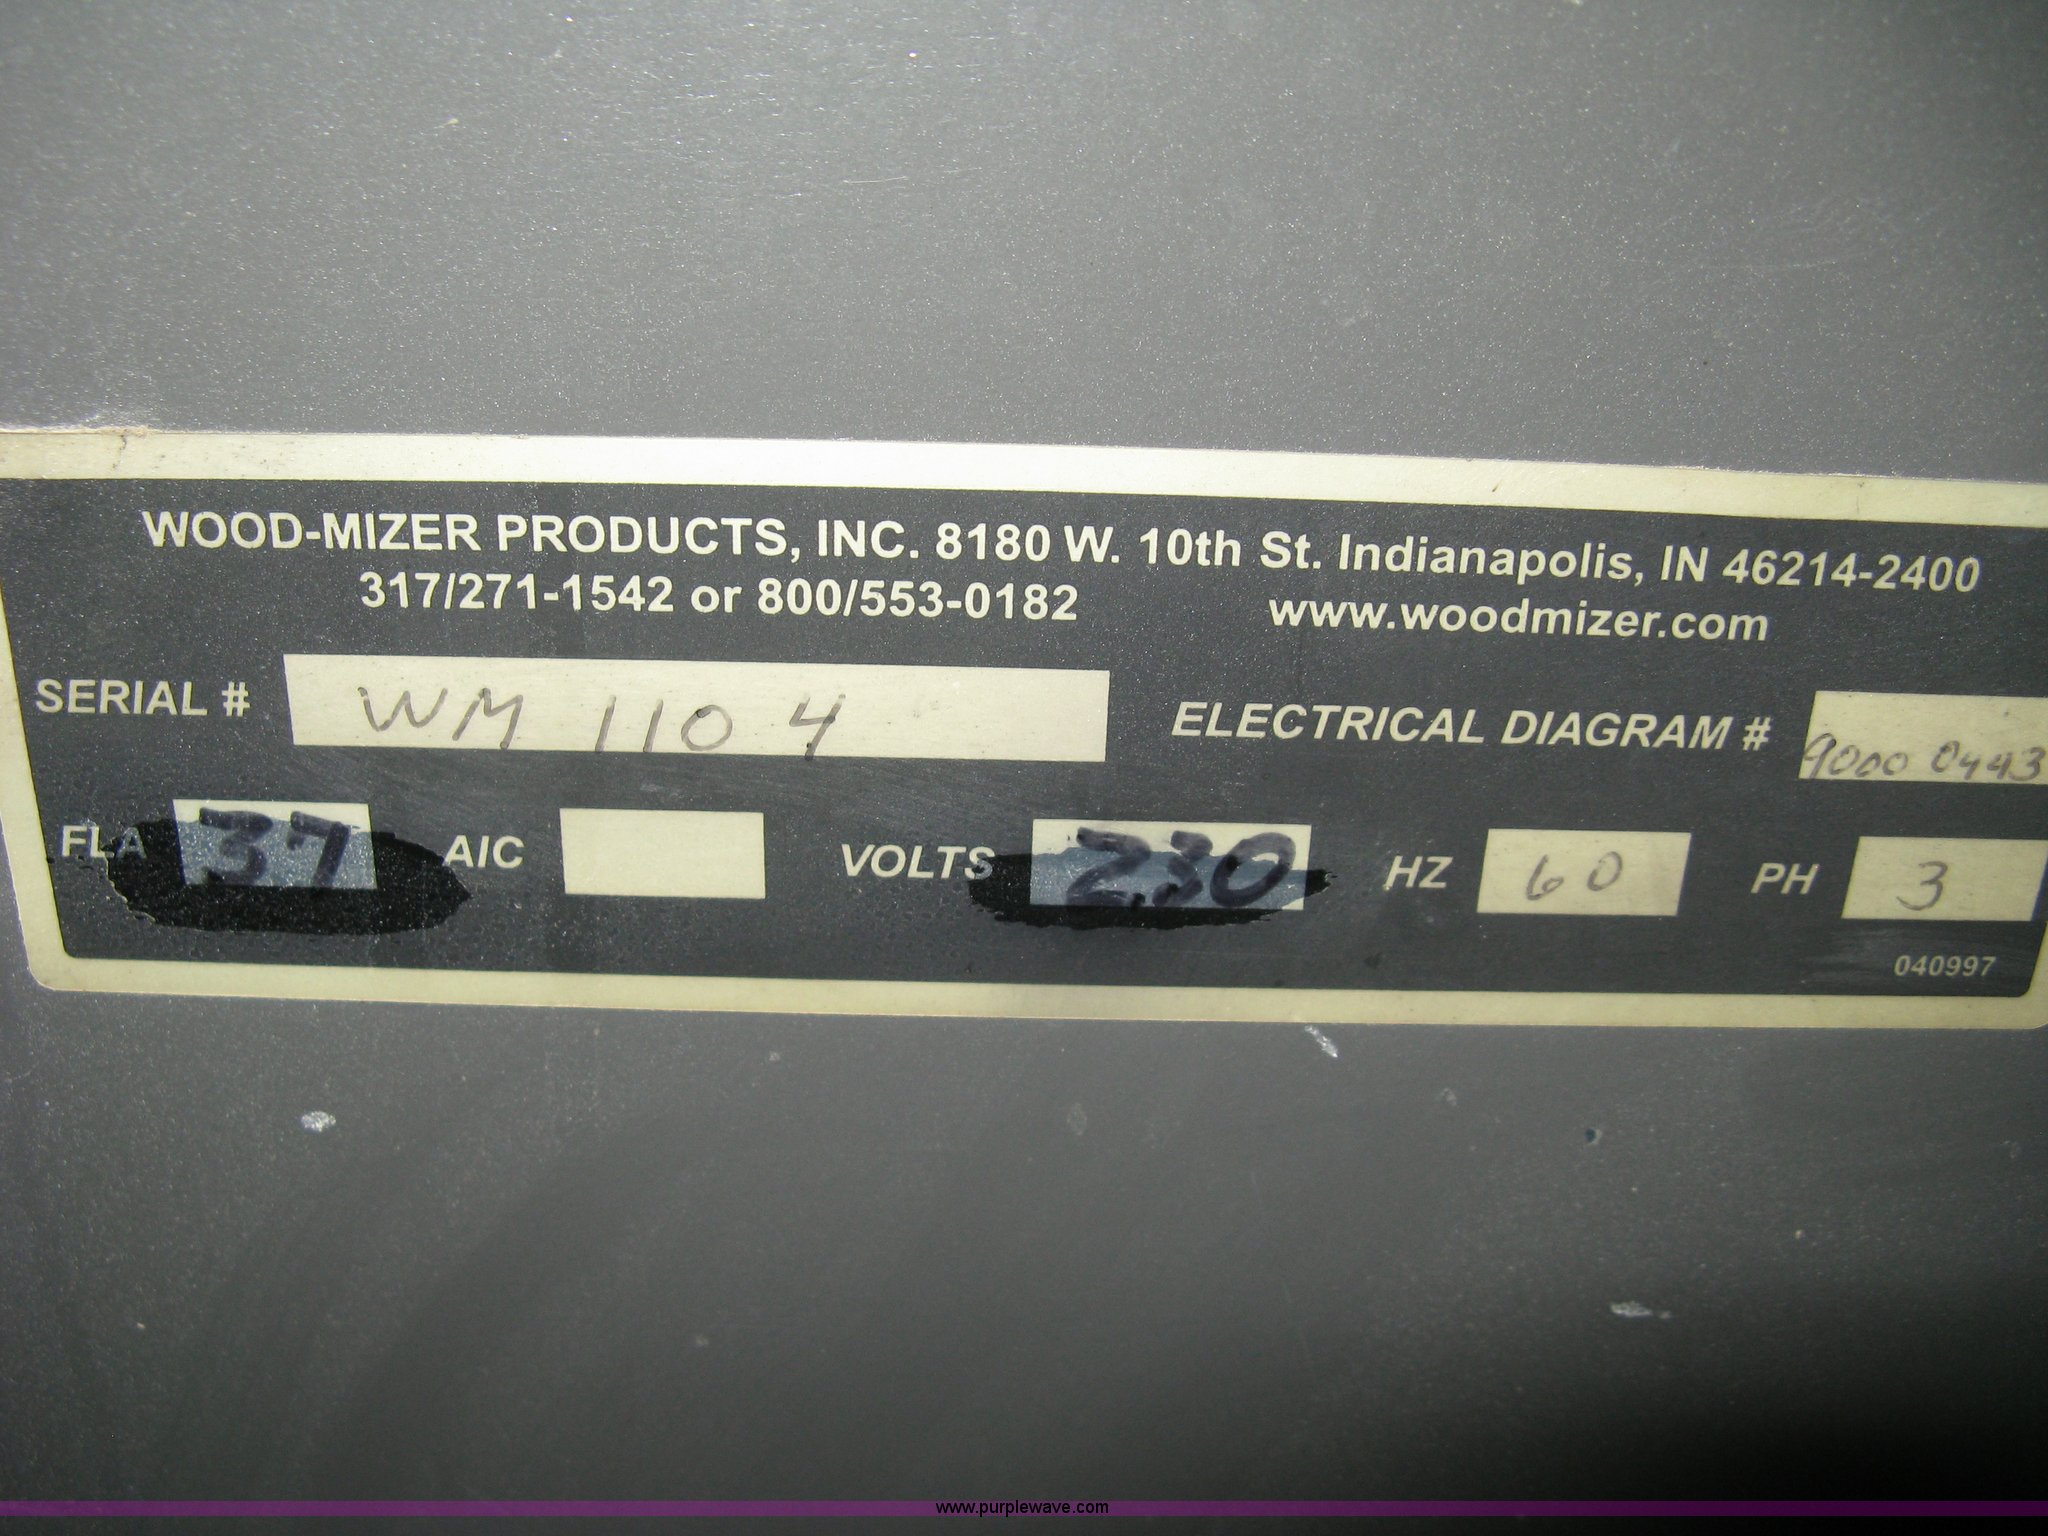 WOOD-MIZER PRODUCTS, INC. 8180 W. 10th St. Indianapolis, IN 46214-2400
317/271-1542 or 800/553-0182 www.woodmizer.com
SERIAL # WM 1104 ELECTRICAL DIAGRAM # 9000 0443
FLA 37 AIC VOLTS 230 HZ 60 PH 3
040997
www.purplewave.com